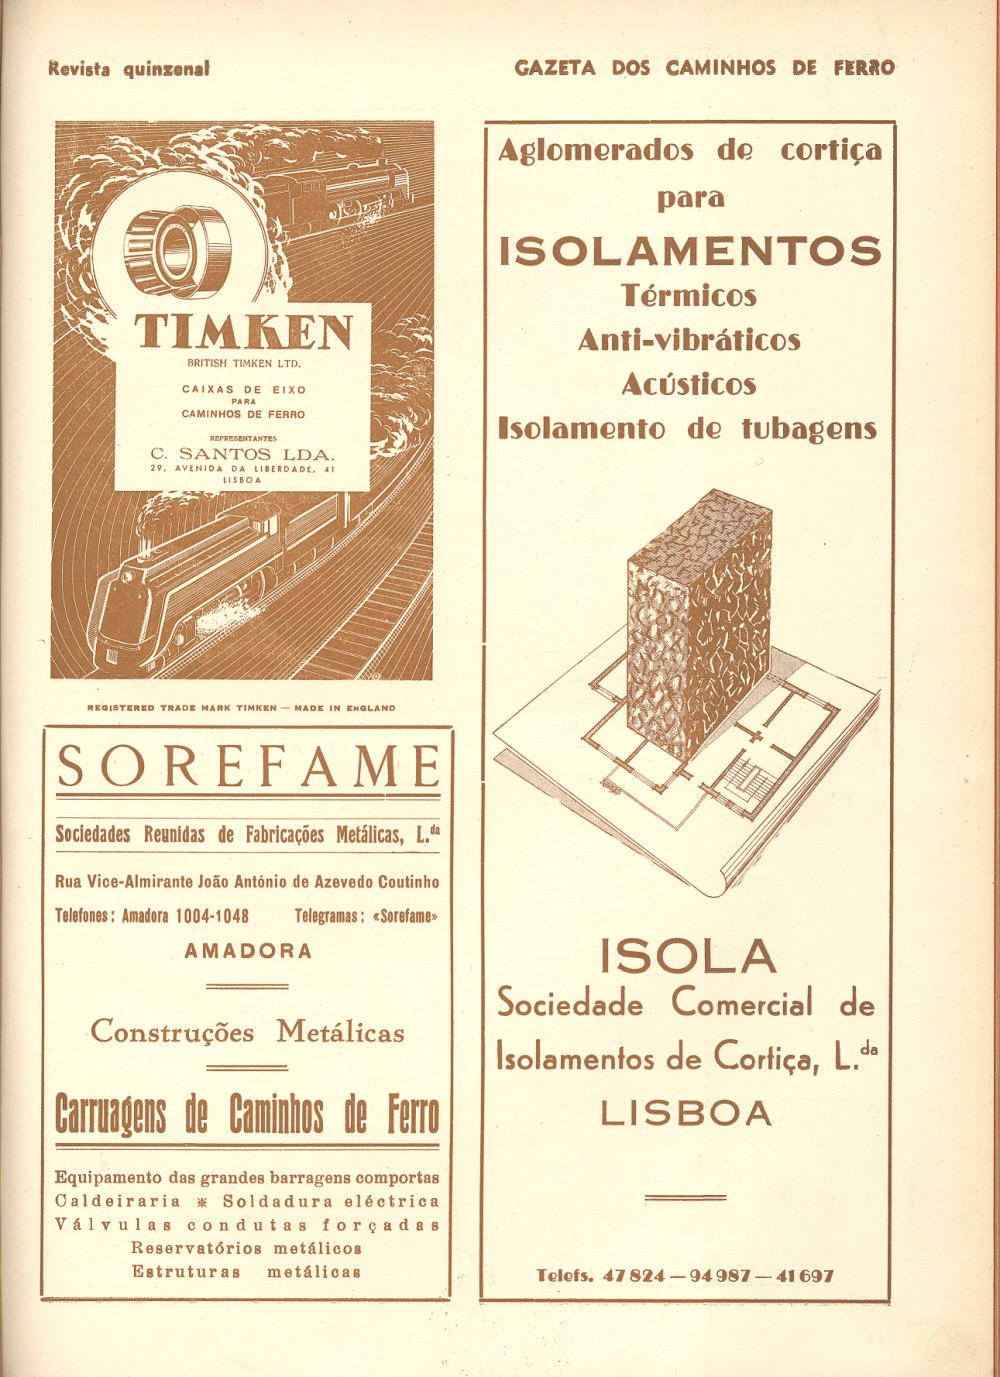 Revista quinzenal
GAZETA DOS CAMINHOS DE FERRO
TIMKEN
BRITISH TIMKEN LTD.
CAIXAS DE EIXO
PARA
CAMINHOS DE FERRO
REPRESENTANTES
C. SANTOS LDA.
29, AVENIDA DA LIBERDADE, 41
LISBOA
REGISTERED TRADE MARK TIMKEN — MADE IN ENGLAND
SOREFAME
Sociedades Reunidas de Fabricações Metálicas, L.da
Rua Vice-Almirante João António de Azevedo Coutinho
Telefones: Amadora 1004-1048 Telegramas: «Sorefame»
AMADORA
Construções Metálicas
Carruagens de Caminhos de Ferro
Equipamento das grandes barragens comportas
Caldeiraria * Soldadura eléctrica
Válvulas condutas forçadas
Reservatórios metálicos
Estruturas metálicas
Aglomerados de cortiça
para
ISOLAMENTOS
Térmicos
Anti-vibráticos
Acústicos
Isolamento de tubagens
ISOLA
Sociedade Comercial de
Isolamentos de Cortiça, L.da
LISBOA
Telefs. 47824 — 94987 — 41697